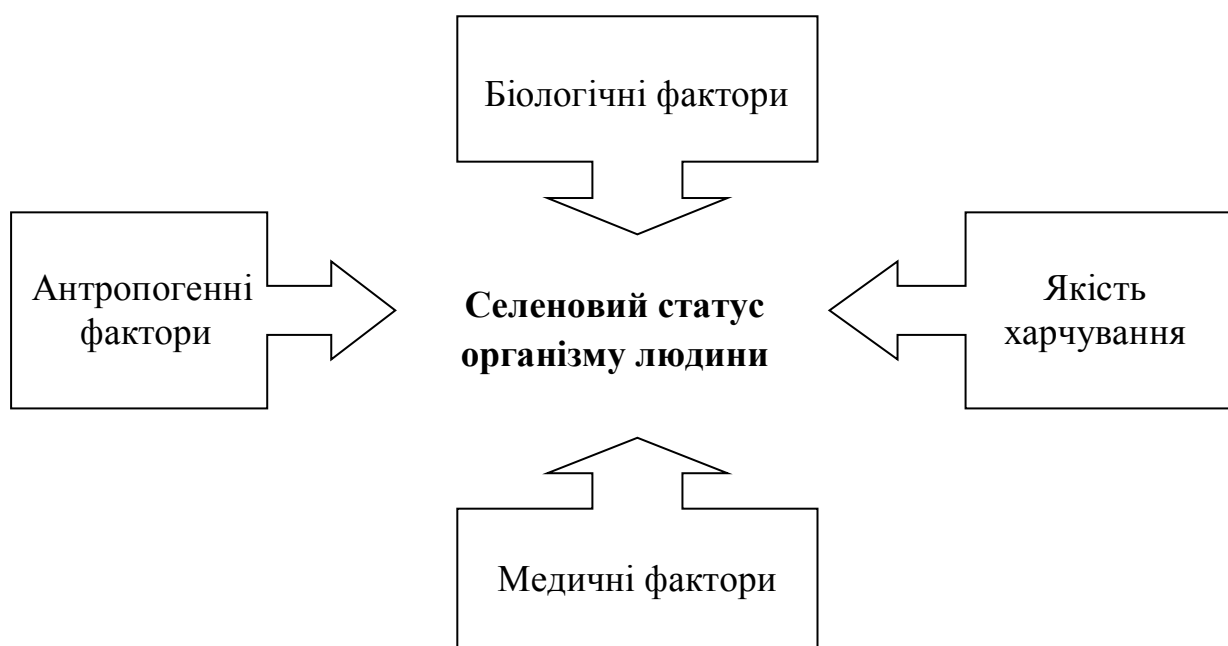 Біологічні фактори
Антропогенні
фактори
Селеновий статус
організму людини
Якість
харчування
Медичні фактори